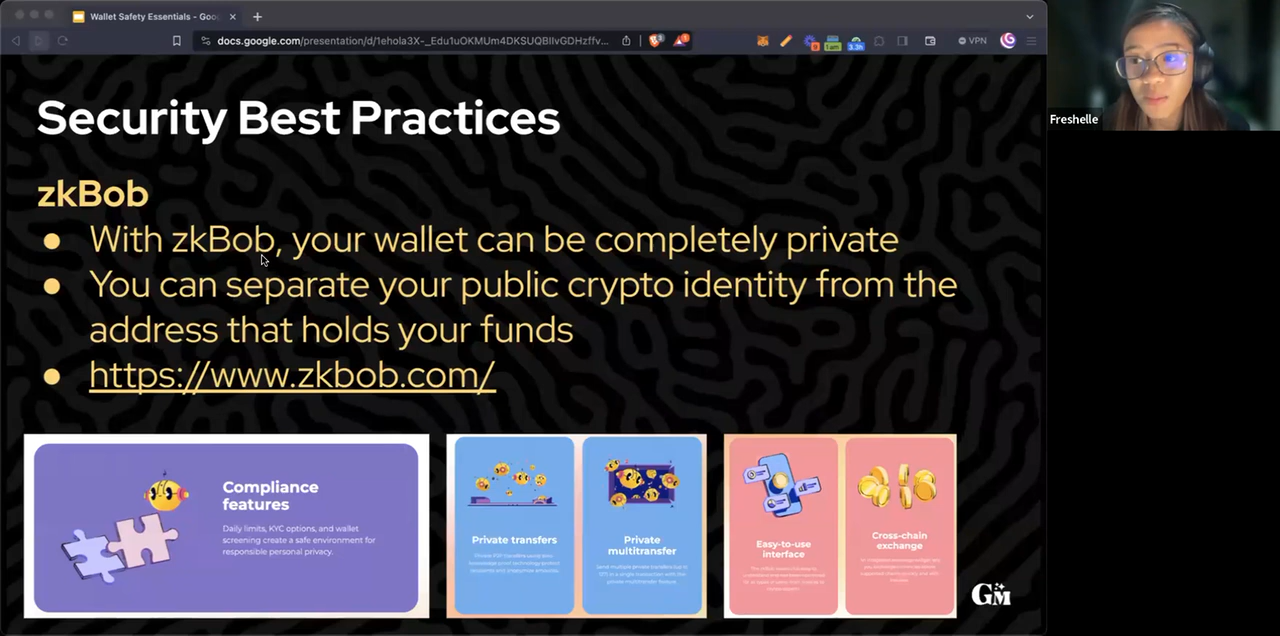 Wallet Safety Essentials - Goo
docs.google.com/presentation/d/1ehola3X-_Edu1uOKMUm4DKSUQBIIvGDHzffv...
VPN
Security Best Practices
zkBob
With zkBob, your wallet can be completely private
You can separate your public crypto identity from the
address that holds your funds
https://www.zkbob.com/
Compliance
features
Daily limits, KYC options, and wallet
screening create a safe environment for
responsible personal privacy.
Private transfers
Private
multitransfer
Easy-to-use
interface
Cross-chain
exchange
GM
Freshelle